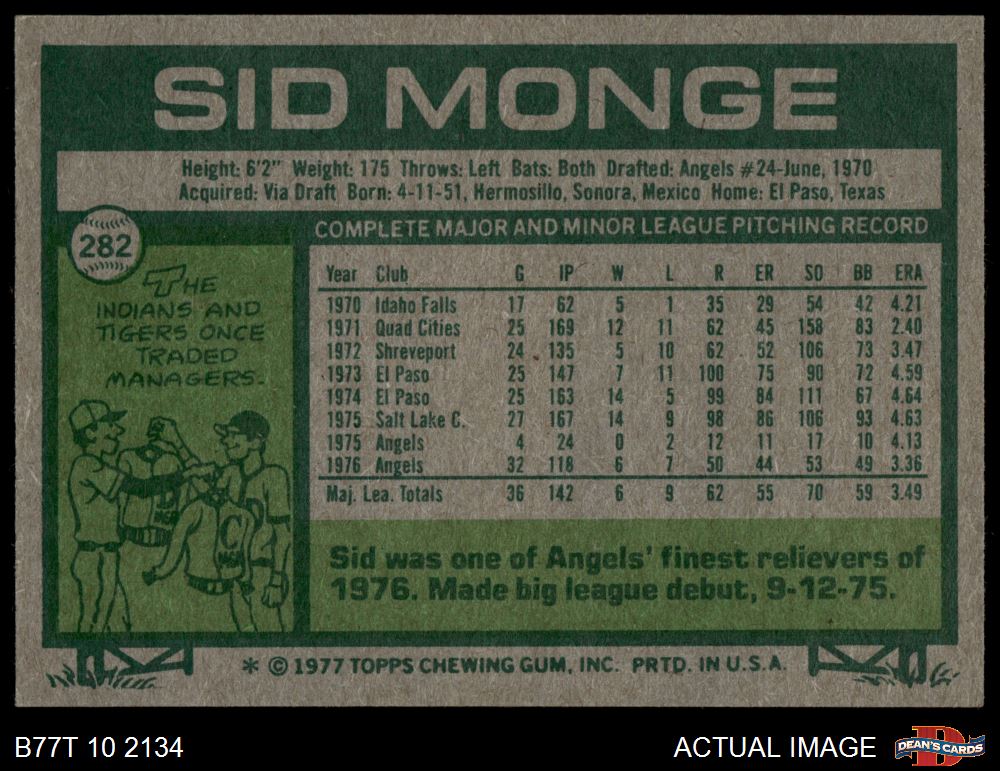 SID MONGE
Height: 6'2" Weight: 175 Throws: Left Bats: Both Drafted: Angels #24-June, 1970
Acquired: Via Draft Born: 4-11-51, Hermosillo, Sonora, Mexico Home: El Paso, Texas
282
THE
INDIANS AND
TIGERS ONCE
TRADED
MANAGERS.
C
COMPLETE MAJOR AND MINOR LEAGUE PITCHING RECORD
Year Club G IP W L R ER SO BB ERA
1970 Idaho Falls 17 62 5 1 35 29 54 42 4.21
1971 Quad Cities 25 169 12 11 62 45 158 83 2.40
1972 Shreveport 24 135 5 10 62 52 106 73 3.47
1973 El Paso 25 147 7 11 100 75 90 72 4.59
1974 El Paso 25 163 14 5 99 84 111 67 4.64
1975 Salt Lake C. 27 167 14 9 98 86 106 93 4.63
1975 Angels 4 24 0 2 12 11 17 10 4.13
1976 Angels 32 118 6 7 50 44 53 49 3.36
Maj. Lea. Totals 36 142 6 9 62 55 70 59 3.49
Sid was one of Angels' finest relievers of
1976. Made big league debut, 9-12-75.
* © 1977 TOPPS CHEWING GUM, INC. PRTD. IN U.S.A.
B77T 10 2134
ACTUAL IMAGE
D
DEAN'S CARDS